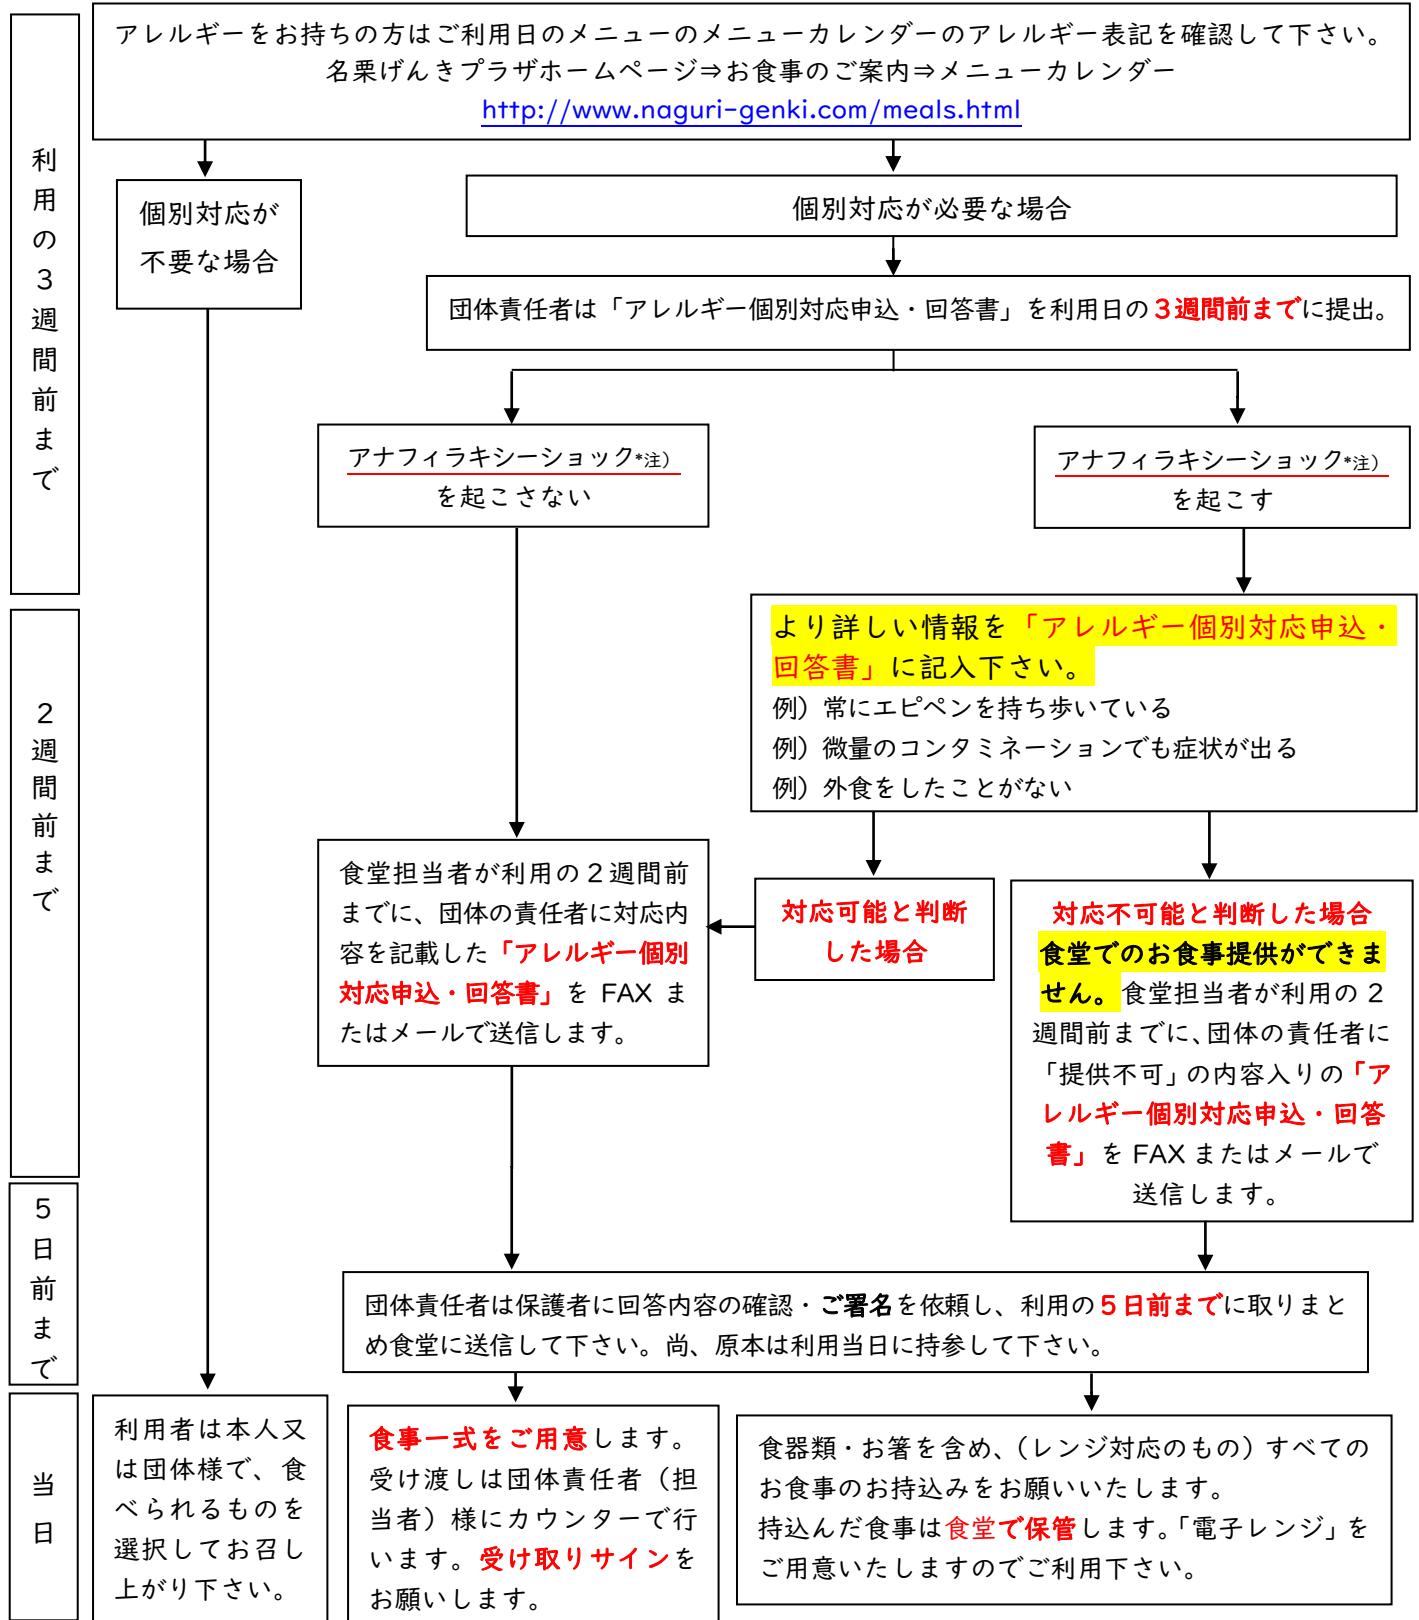 アレルギーをお持ちの方はご利用日のメニューのメニューカレンダーのアレルギー表記を確認して下さい。
名栗げんきプラザホームページ⇒お食事のご案内⇒メニューカレンダー
http://www.naguri-genki.com/meals.html
利用の3週間前まで
個別対応が
不要な場合
個別対応が必要な場合
団体責任者は「アレルギー個別対応申込・回答書」を利用日の3週間前までに提出。
アナフィラキシーショック*注)
を起こさない
アナフィラキシーショック*注)
を起こす
2週間前まで
より詳しい情報を「アレルギー個別対応申込・
回答書」に記入下さい。
例）常にエピペンを持ち歩いている
例）微量のコンタミネーションでも症状が出る
例）外食をしたことがない
食堂担当者が利用の2週間前
までに、団体の責任者に対応内
容を記載した「アレルギー個別
対応申込・回答書」を FAX ま
たはメールで送信します。
対応可能と判断
した場合
対応不可能と判断した場合
食堂でのお食事提供ができま
せん。食堂担当者が利用の2
週間前までに、団体の責任者に
「提供不可」の内容入りの「ア
レルギー個別対応申込・回答
書」を FAX またはメールで
送信します。
5日前まで
団体責任者は保護者に回答内容の確認・ご署名を依頼し、利用の5日前までに取りまと
め食堂に送信して下さい。尚、原本は利用当日に持参して下さい。
当日
利用者は本人又
は団体様で、食
べられるものを
選択してお召し
上がり下さい。
食事一式をご用意します。
受け渡しは団体責任者（担
当者）様にカウンターで行
います。受け取りサインを
お願いします。
食器類・お箸を含め、（レンジ対応のもの）すべての
お食事のお持込みをお願いいたします。
持込んだ食事は食堂で保管します。「電子レンジ」を
ご用意いたしますのでご利用下さい。